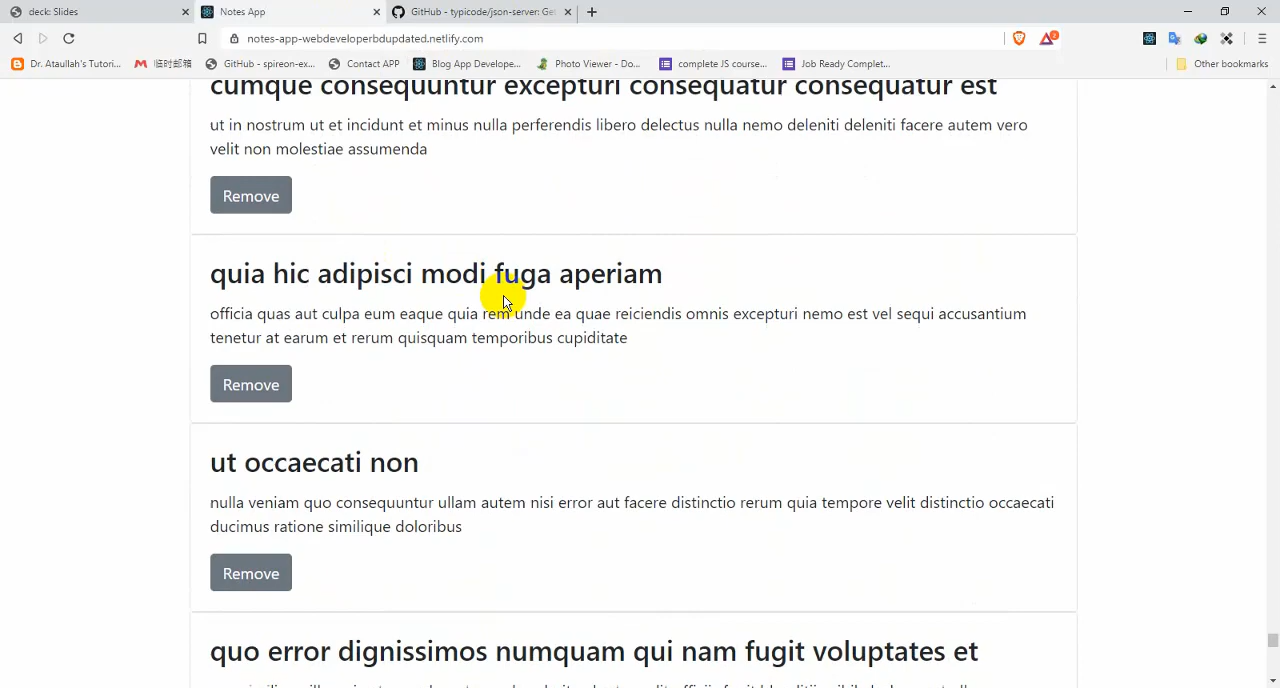 deck: Slides
Notes App
GitHub - typicode/json-server: Get
notes-app-webdeveloperbdupdated.netlify.com
2
Dr. Ataullah's Tutori...
临时邮箱
GitHub - spireon-ex...
Contact APP
Blog App Develope...
Photo Viewer - Do...
complete JS course...
Job Ready Complet...
Other bookmarks
cumque consequuntur excepturi consequatur consequatur est
ut in nostrum ut et incidunt et minus nulla perferendis libero delectus nulla nemo deleniti deleniti facere autem vero
velit non molestiae assumenda
Remove
quia hic adipisci modi fuga aperiam
officia quas aut culpa eum eaque quia rem unde ea quae reiciendis omnis excepturi nemo est vel sequi accusantium
tenetur at earum et rerum quisquam temporibus cupiditate
Remove
ut occaecati non
nulla veniam quo consequuntur ullam autem nisi error aut facere distinctio rerum quia tempore velit distinctio occaecati
ducimus ratione similique doloribus
Remove
quo error dignissimos numquam qui nam fugit voluptates et